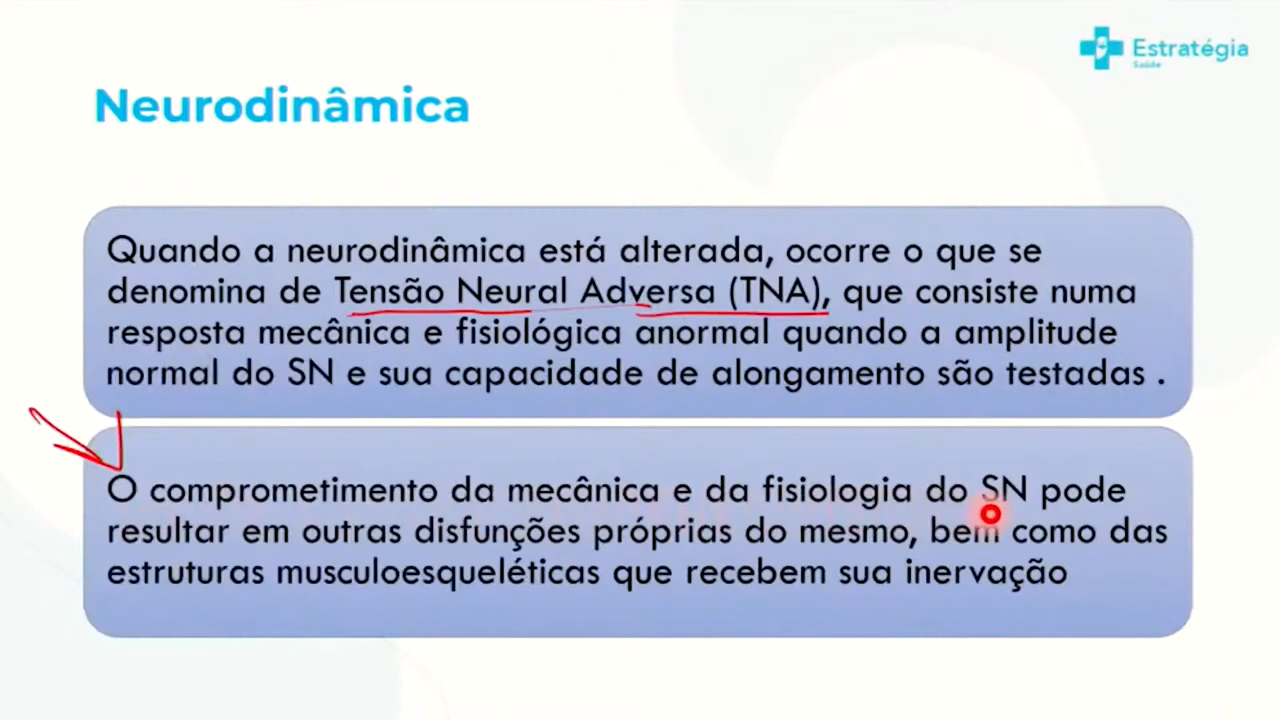 Estratégia
Saúde
Neurodinâmica
Quando a neurodinâmica está alterada, ocorre o que se
denomina de Tensão Neural Adversa (TNA), que consiste numa
resposta mecânica e fisiológica anormal quando a amplitude
normal do SN e sua capacidade de alongamento são testadas .
O comprometimento da mecânica e da fisiologia do SN pode
resultar em outras disfunções próprias do mesmo, bem como das
estruturas musculoesqueléticas que recebem sua inervação